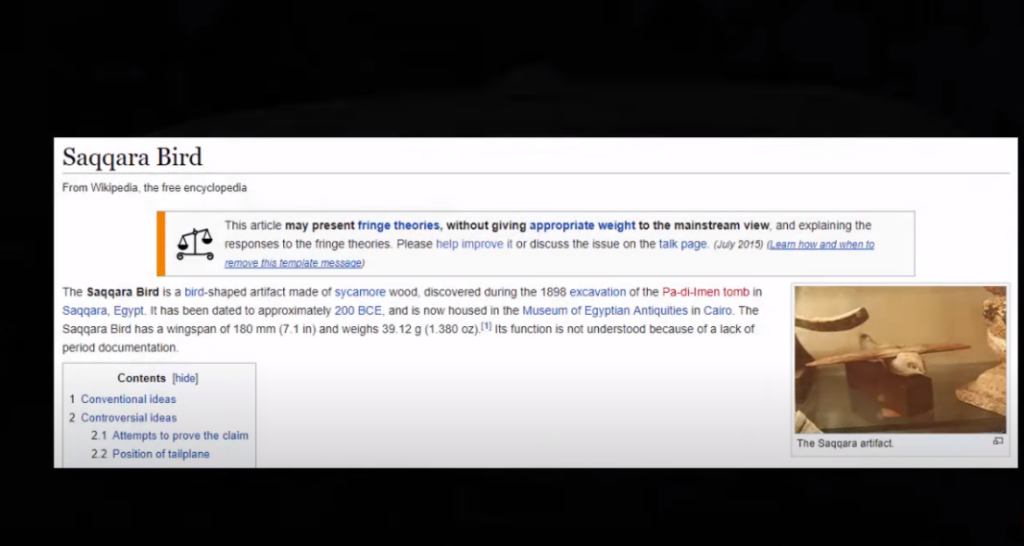 Saqqara Bird
From Wikipedia, the free encyclopedia
This article may present fringe theories, without giving appropriate weight to the mainstream view, and explaining the
responses to the fringe theories. Please help improve it or discuss the issue on the talk page. (July 2015) (Learn how and when to
remove this template message)
The Saqqara Bird is a bird-shaped artifact made of sycamore wood, discovered during the 1898 excavation of the Pa-di-Imen tomb in
Saqqara, Egypt. It has been dated to approximately 200 BCE, and is now housed in the Museum of Egyptian Antiquities in Cairo. The
Saqqara Bird has a wingspan of 180 mm (7.1 in) and weighs 39.12 g (1.380 oz).[1] Its function is not understood because of a lack of
period documentation.
Contents [hide]
1 Conventional ideas
2 Controversial ideas
2.1 Attempts to prove the claim
2.2 Position of tailplane
The Saqqara artifact.